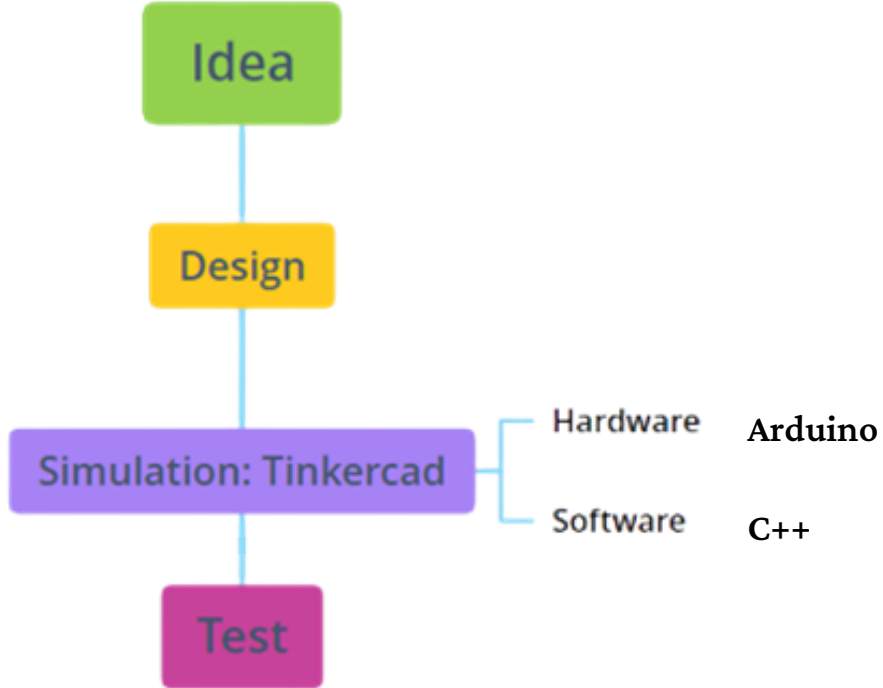 Idea
Design
Simulation: Tinkercad
Hardware Arduino
Software C++
Test